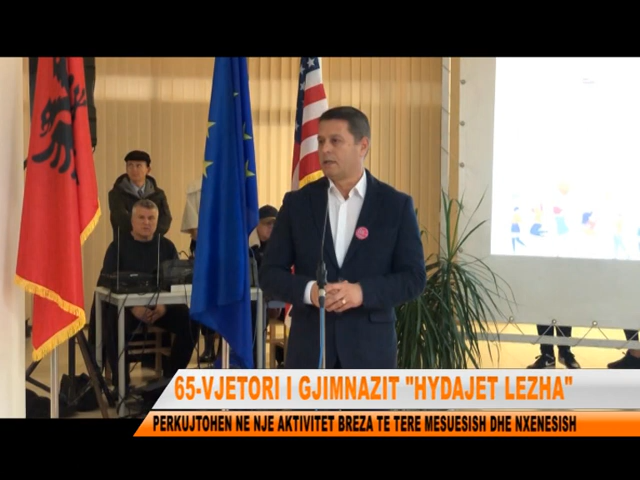 65-VJETORI I GJIMNAZIT "HYDAJET LEZHA"
PERKUJTOHEN NE NJE AKTIVITET BREZA TE TERE MESUESISH DHE NXENESISH